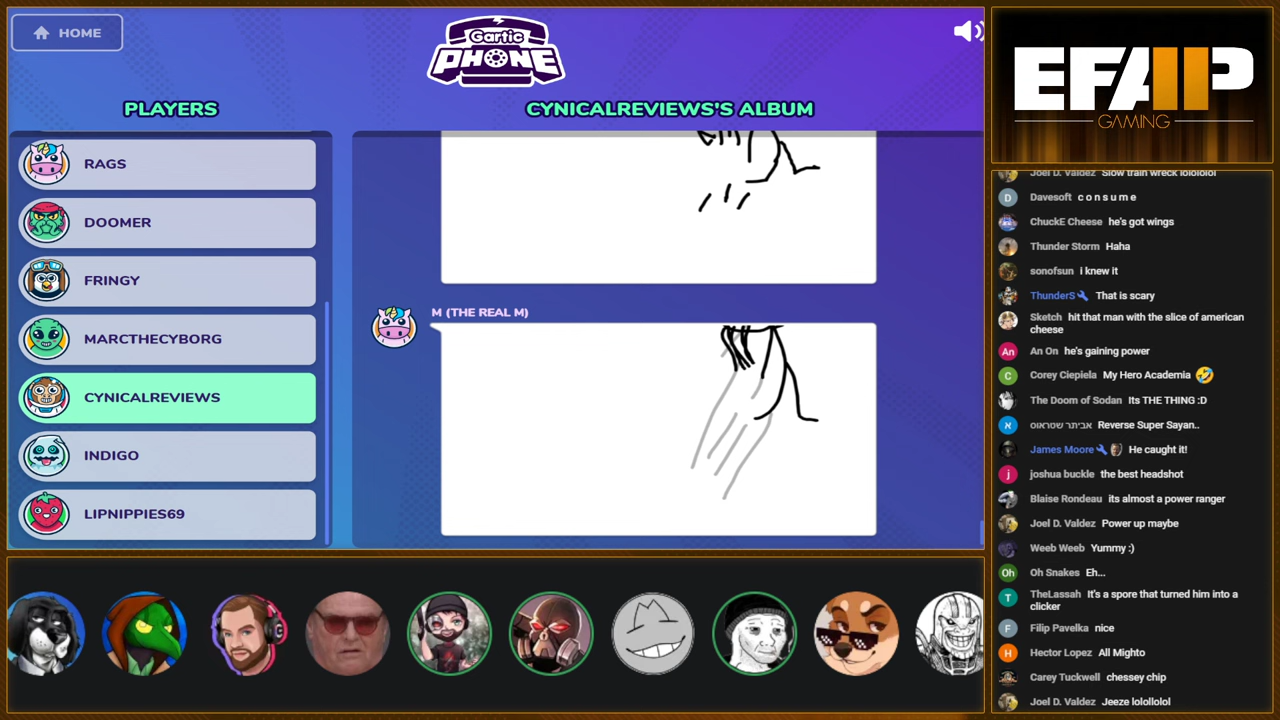 HOME
Gartic
PHONE
PLAYERS
CYNICALREVIEWS'S ALBUM
RAGS
DOOMER
FRINGY
MARCTHECYBORG
CYNICALREVIEWS
INDIGO
LIPNIPPIES69
M (THE REAL M)
EFAP
GAMING
Joel D. Valdez Slow train wreck lolololol
D
Davesoft c o n s u m e
ChuckE Cheese he's got wings
Thunder Storm Haha
sonofsun i knew it
ThunderS That is scary
Sketch hit that man with the slice of american
cheese
An
An On he's gaining power
C
Corey Ciepiela My Hero Academia
The Doom of Sodan Its THE THING :D
א
אביתר שטראוס Reverse Super Sayan..
James Moore He caught it!
j
joshua buckle the best headshot
Blaise Rondeau its almost a power ranger
Joel D. Valdez Power up maybe
Weeb Weeb Yummy :)
Oh
Oh Snakes Eh...
T
TheLassah It's a spore that turned him into a
clicker
F
Filip Pavelka nice
H
Hector Lopez All Mighto
Carey Tuckwell chessey chip
Joel D. Valdez Jeeze lolollolol